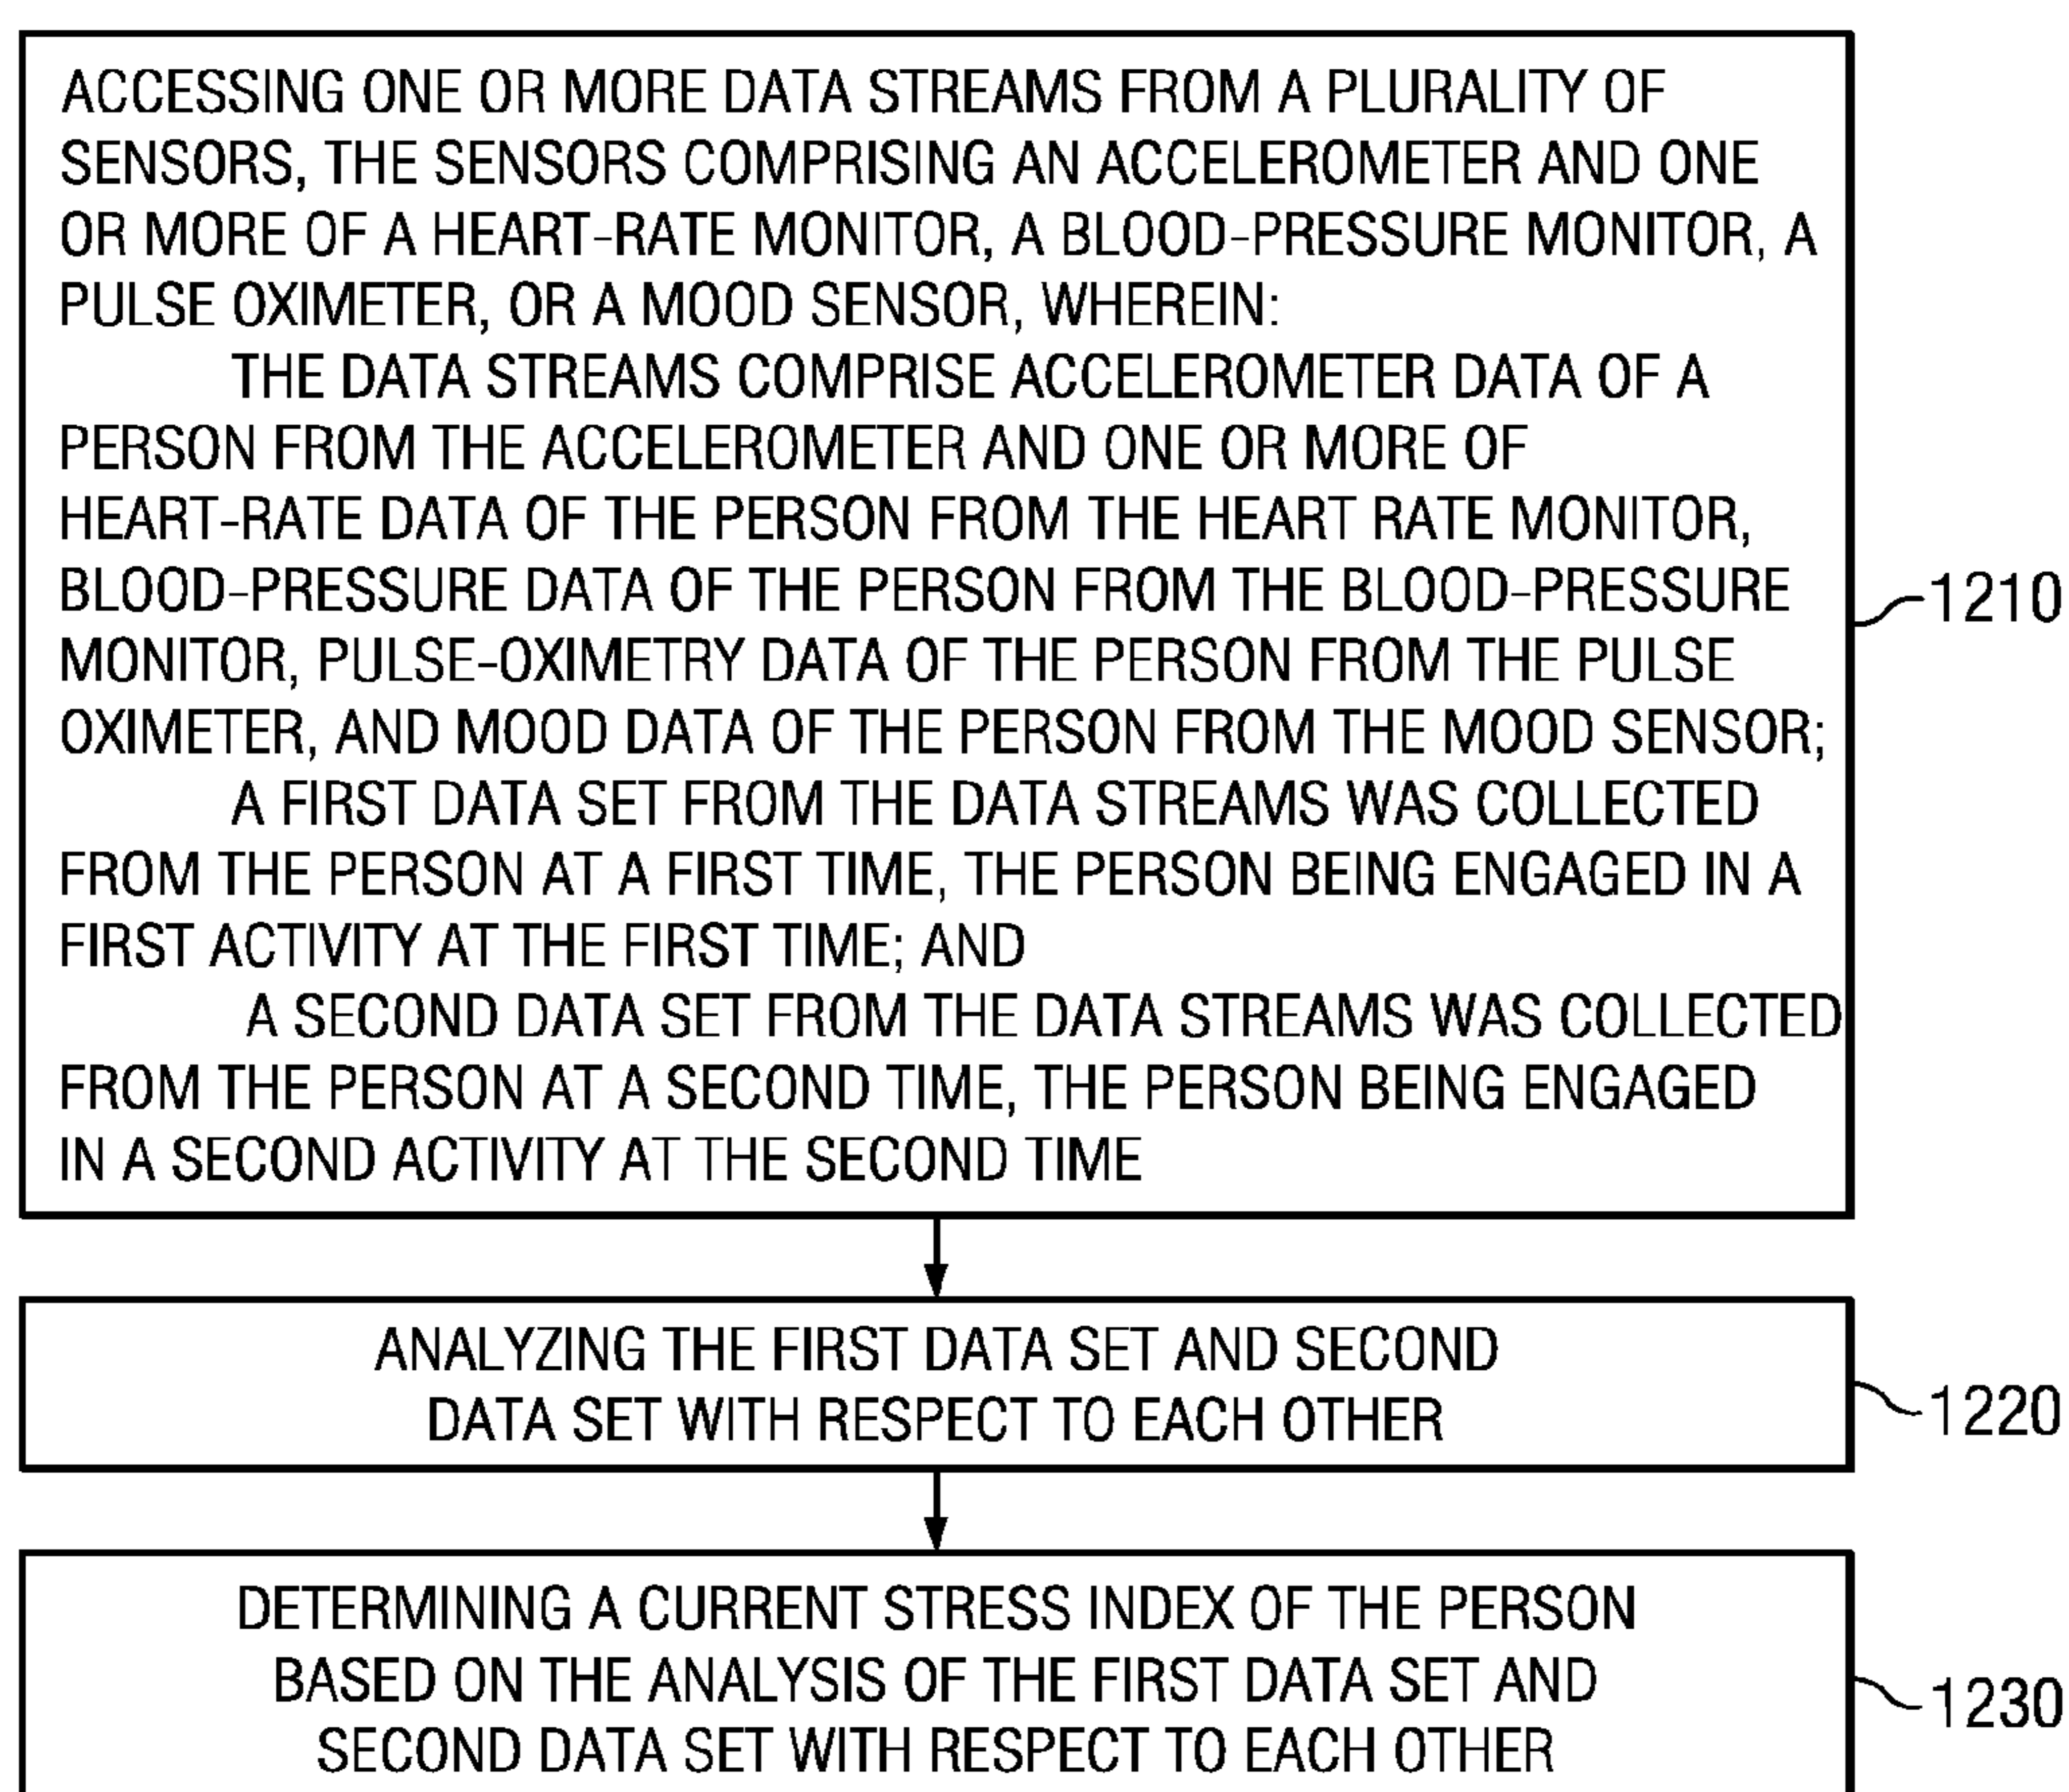 ACCESSING ONE OR MORE DATA STREAMS FROM A PLURALITY OF
SENSORS, THE SENSORS COMPRISING AN ACCELEROMETER AND ONE
OR MORE OF A HEART-RATE MONITOR, A BLOOD-PRESSURE MONITOR, A
PULSE OXIMETER, OR A MOOD SENSOR, WHEREIN:
THE DATA STREAMS COMPRISE ACCELEROMETER DATA OF A
PERSON FROM THE ACCELEROMETER AND ONE OR MORE OF
HEART-RATE DATA OF THE PERSON FROM THE HEART RATE MONITOR,
BLOOD-PRESSURE DATA OF THE PERSON FROM THE BLOOD-PRESSURE
MONITOR, PULSE-OXIMETRY DATA OF THE PERSON FROM THE PULSE
OXIMETER, AND MOOD DATA OF THE PERSON FROM THE MOOD SENSOR;
A FIRST DATA SET FROM THE DATA STREAMS WAS COLLECTED
FROM THE PERSON AT A FIRST TIME, THE PERSON BEING ENGAGED IN A
FIRST ACTIVITY AT THE FIRST TIME; AND
A SECOND DATA SET FROM THE DATA STREAMS WAS COLLECTED
FROM THE PERSON AT A SECOND TIME, THE PERSON BEING ENGAGED
IN A SECOND ACTIVITY AT THE SECOND TIME
1210
ANALYZING THE FIRST DATA SET AND SECOND
DATA SET WITH RESPECT TO EACH OTHER
1220
DETERMINING A CURRENT STRESS INDEX OF THE PERSON
BASED ON THE ANALYSIS OF THE FIRST DATA SET AND
SECOND DATA SET WITH RESPECT TO EACH OTHER
1230